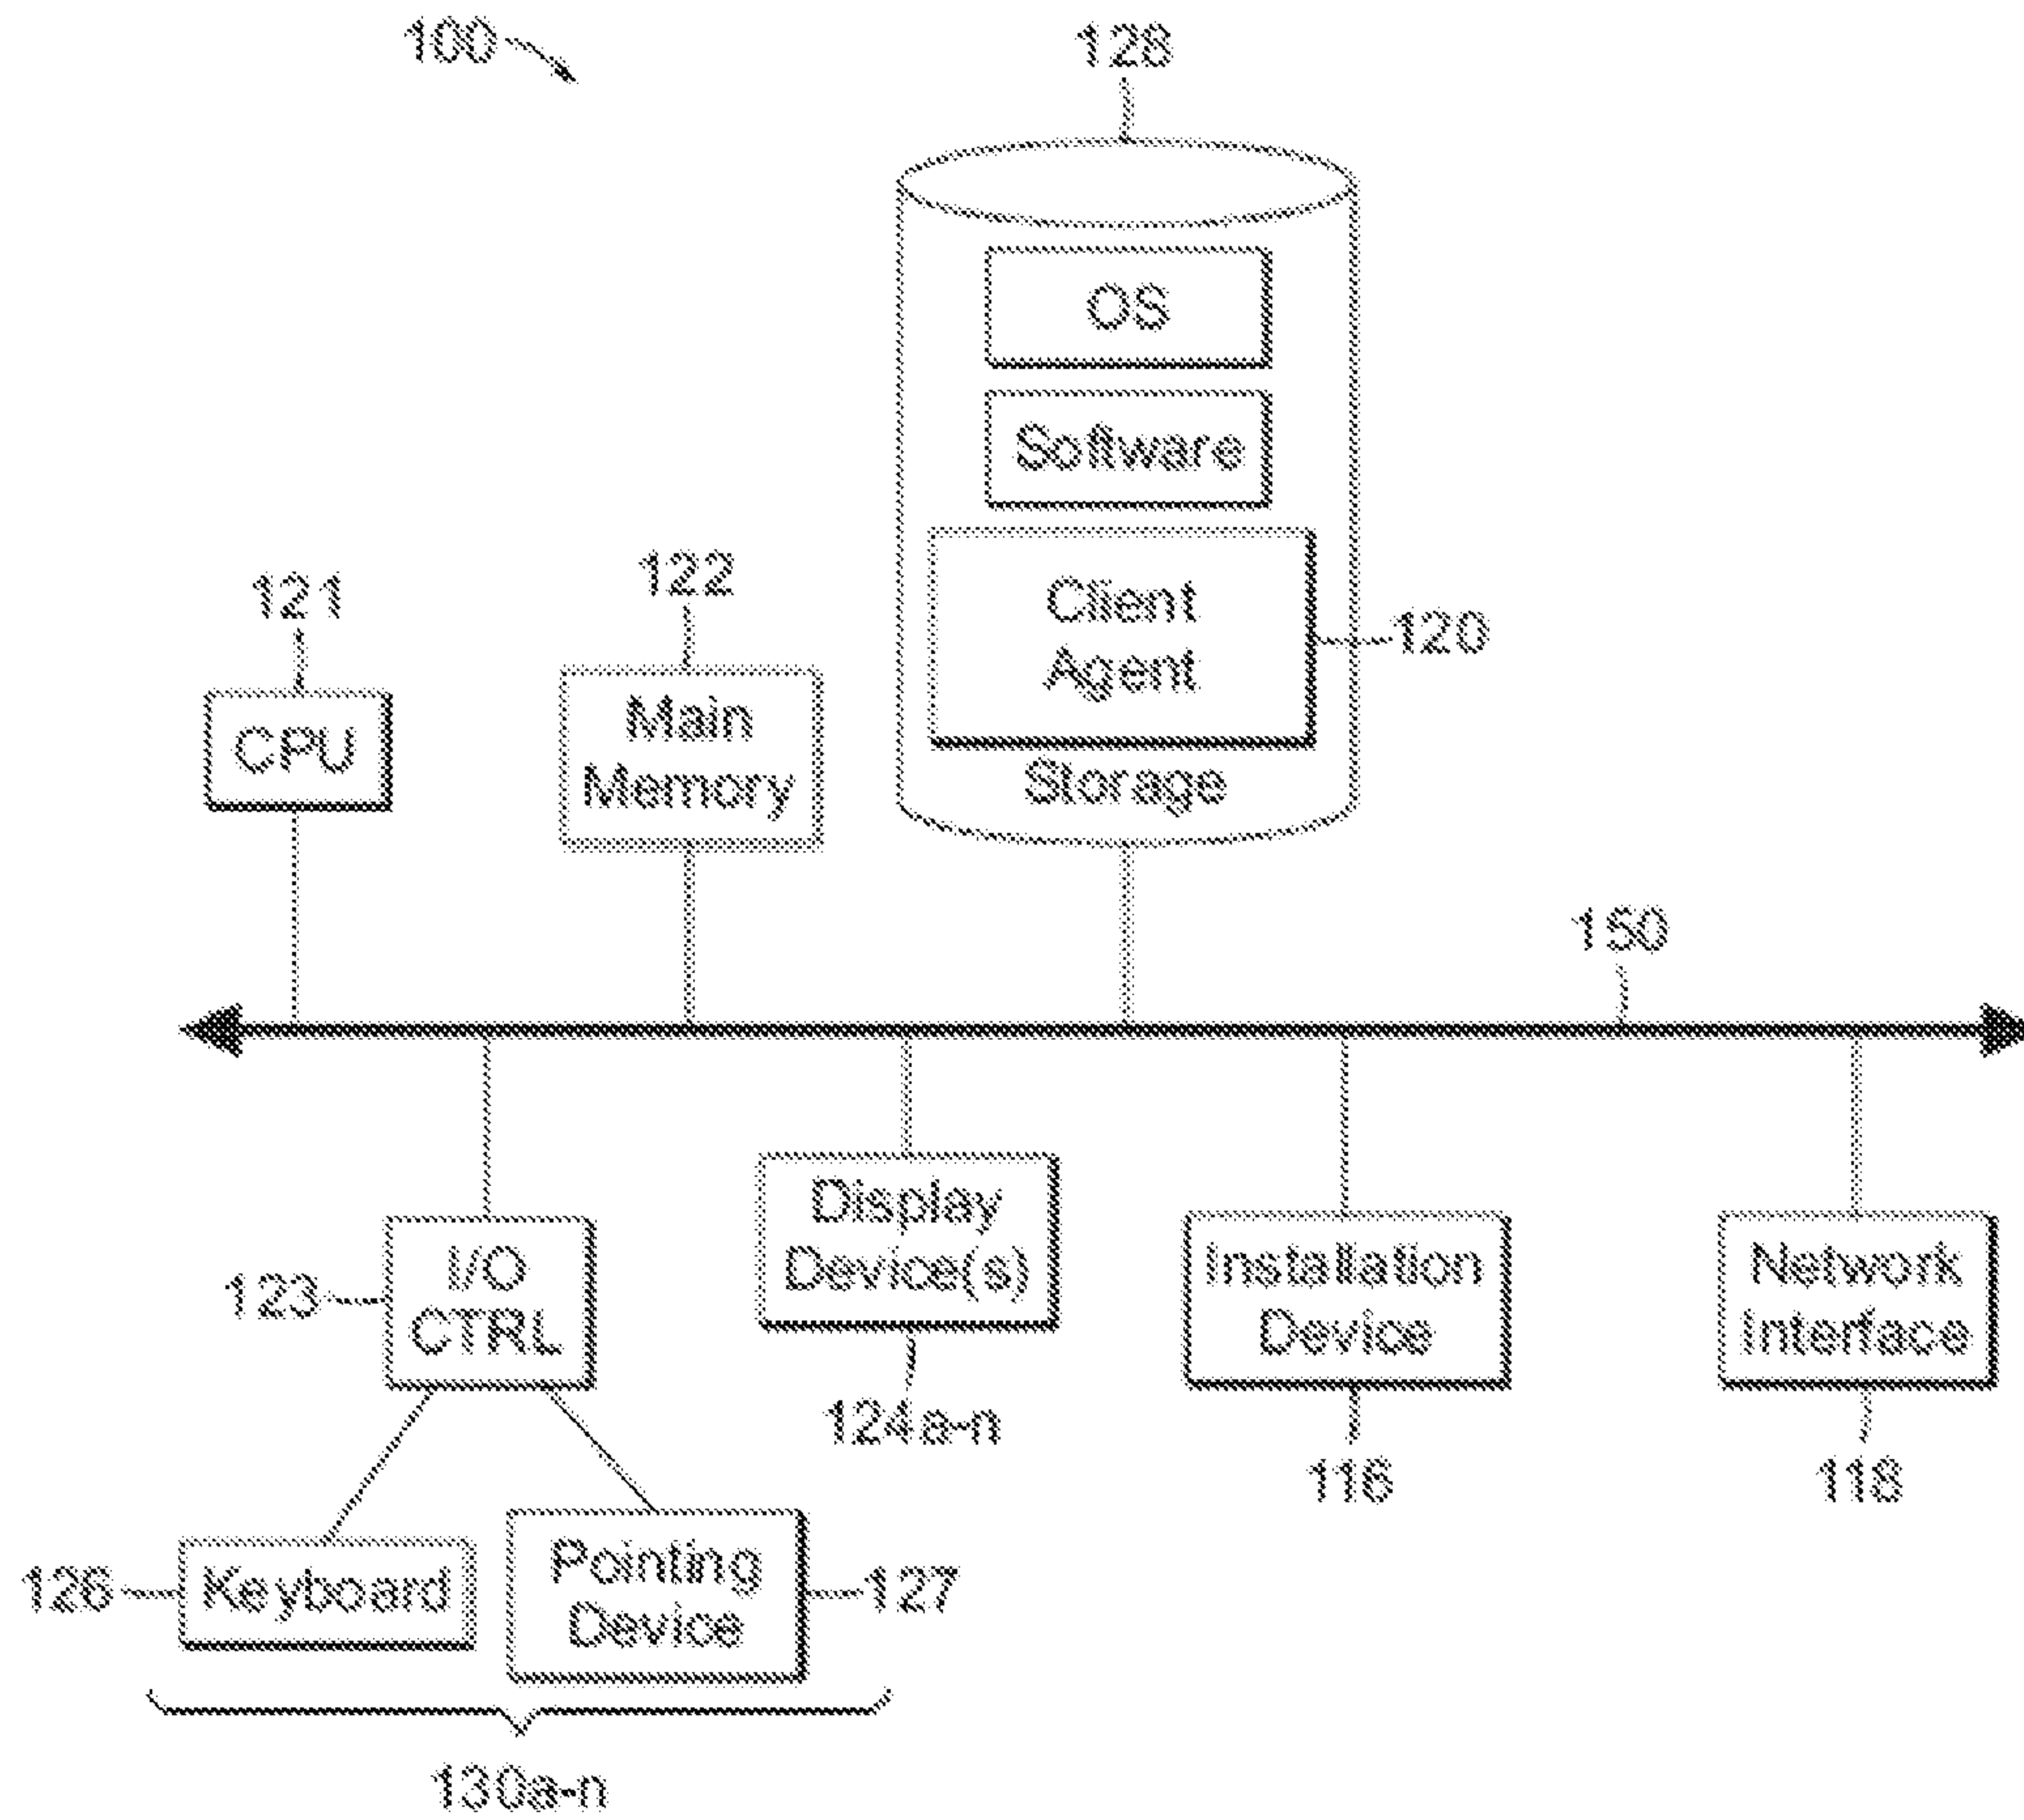 100
128
OS
Software
Client
Agent
120
Storage
121
CPU
122
Main
Memory
150
I/O
CTRL
123
Display
Device(s)
124a-n
Installation
Device
116
Network
Interface
118
126
Keyboard
Pointing
Device
127
130a-n